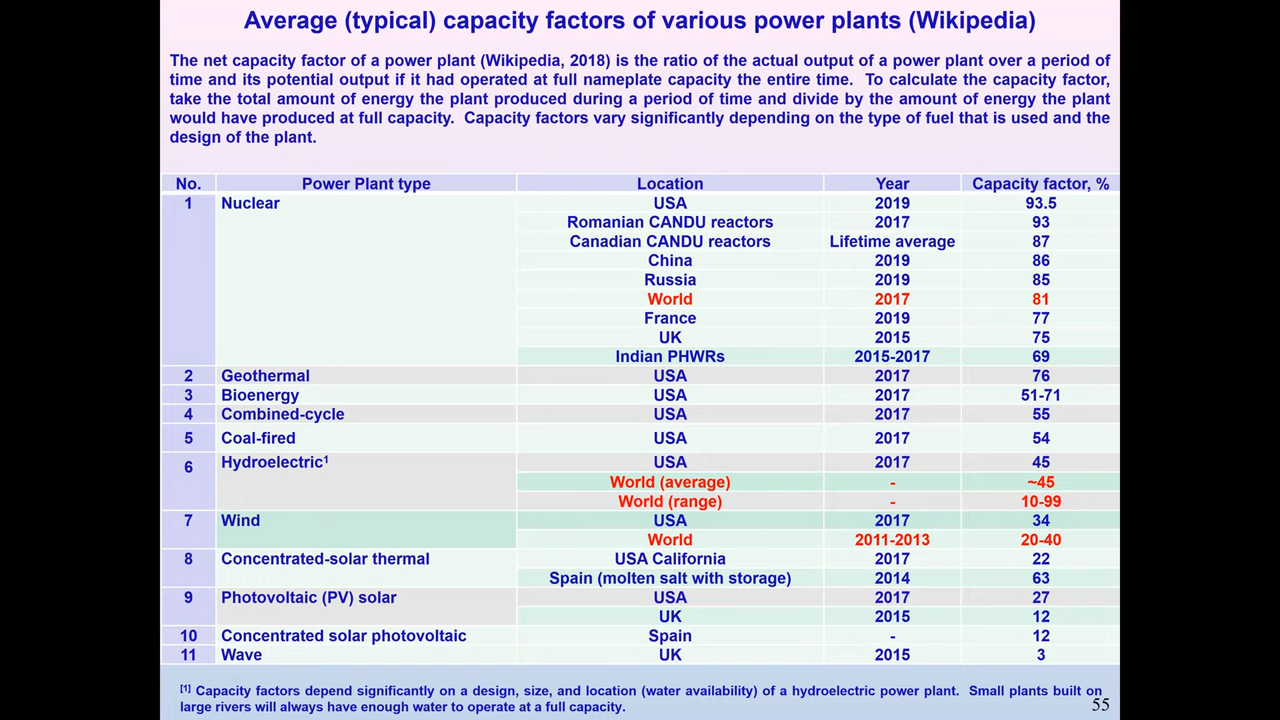 Average (typical) capacity factors of various power plants (Wikipedia)
The net capacity factor of a power plant (Wikipedia, 2018) is the ratio of the actual output of a power plant over a period of
time and its potential output if it had operated at full nameplate capacity the entire time. To calculate the capacity factor,
take the total amount of energy the plant produced during a period of time and divide by the amount of energy the plant
would have produced at full capacity. Capacity factors vary significantly depending on the type of fuel that is used and the
design of the plant.
No. Power Plant type Location Year Capacity factor, %
1 Nuclear USA 2019 93.5
Romanian CANDU reactors 2017 93
Canadian CANDU reactors Lifetime average 87
China 2019 86
Russia 2019 85
World 2017 81
France 2019 77
UK 2015 75
Indian PHWRs 2015-2017 69
2 Geothermal USA 2017 76
3 Bioenergy USA 2017 51-71
4 Combined-cycle USA 2017 55
5 Coal-fired USA 2017 54
6 Hydroelectric¹ USA 2017 45
World (average) - ~45
World (range) - 10-99
7 Wind USA 2017 34
World 2011-2013 20-40
8 Concentrated-solar thermal USA California 2017 22
Spain (molten salt with storage) 2014 63
9 Photovoltaic (PV) solar USA 2017 27
UK 2015 12
10 Concentrated solar photovoltaic Spain - 12
11 Wave UK 2015 3
[1] Capacity factors depend significantly on a design, size, and location (water availability) of a hydroelectric power plant. Small plants built on
large rivers will always have enough water to operate at a full capacity.
55